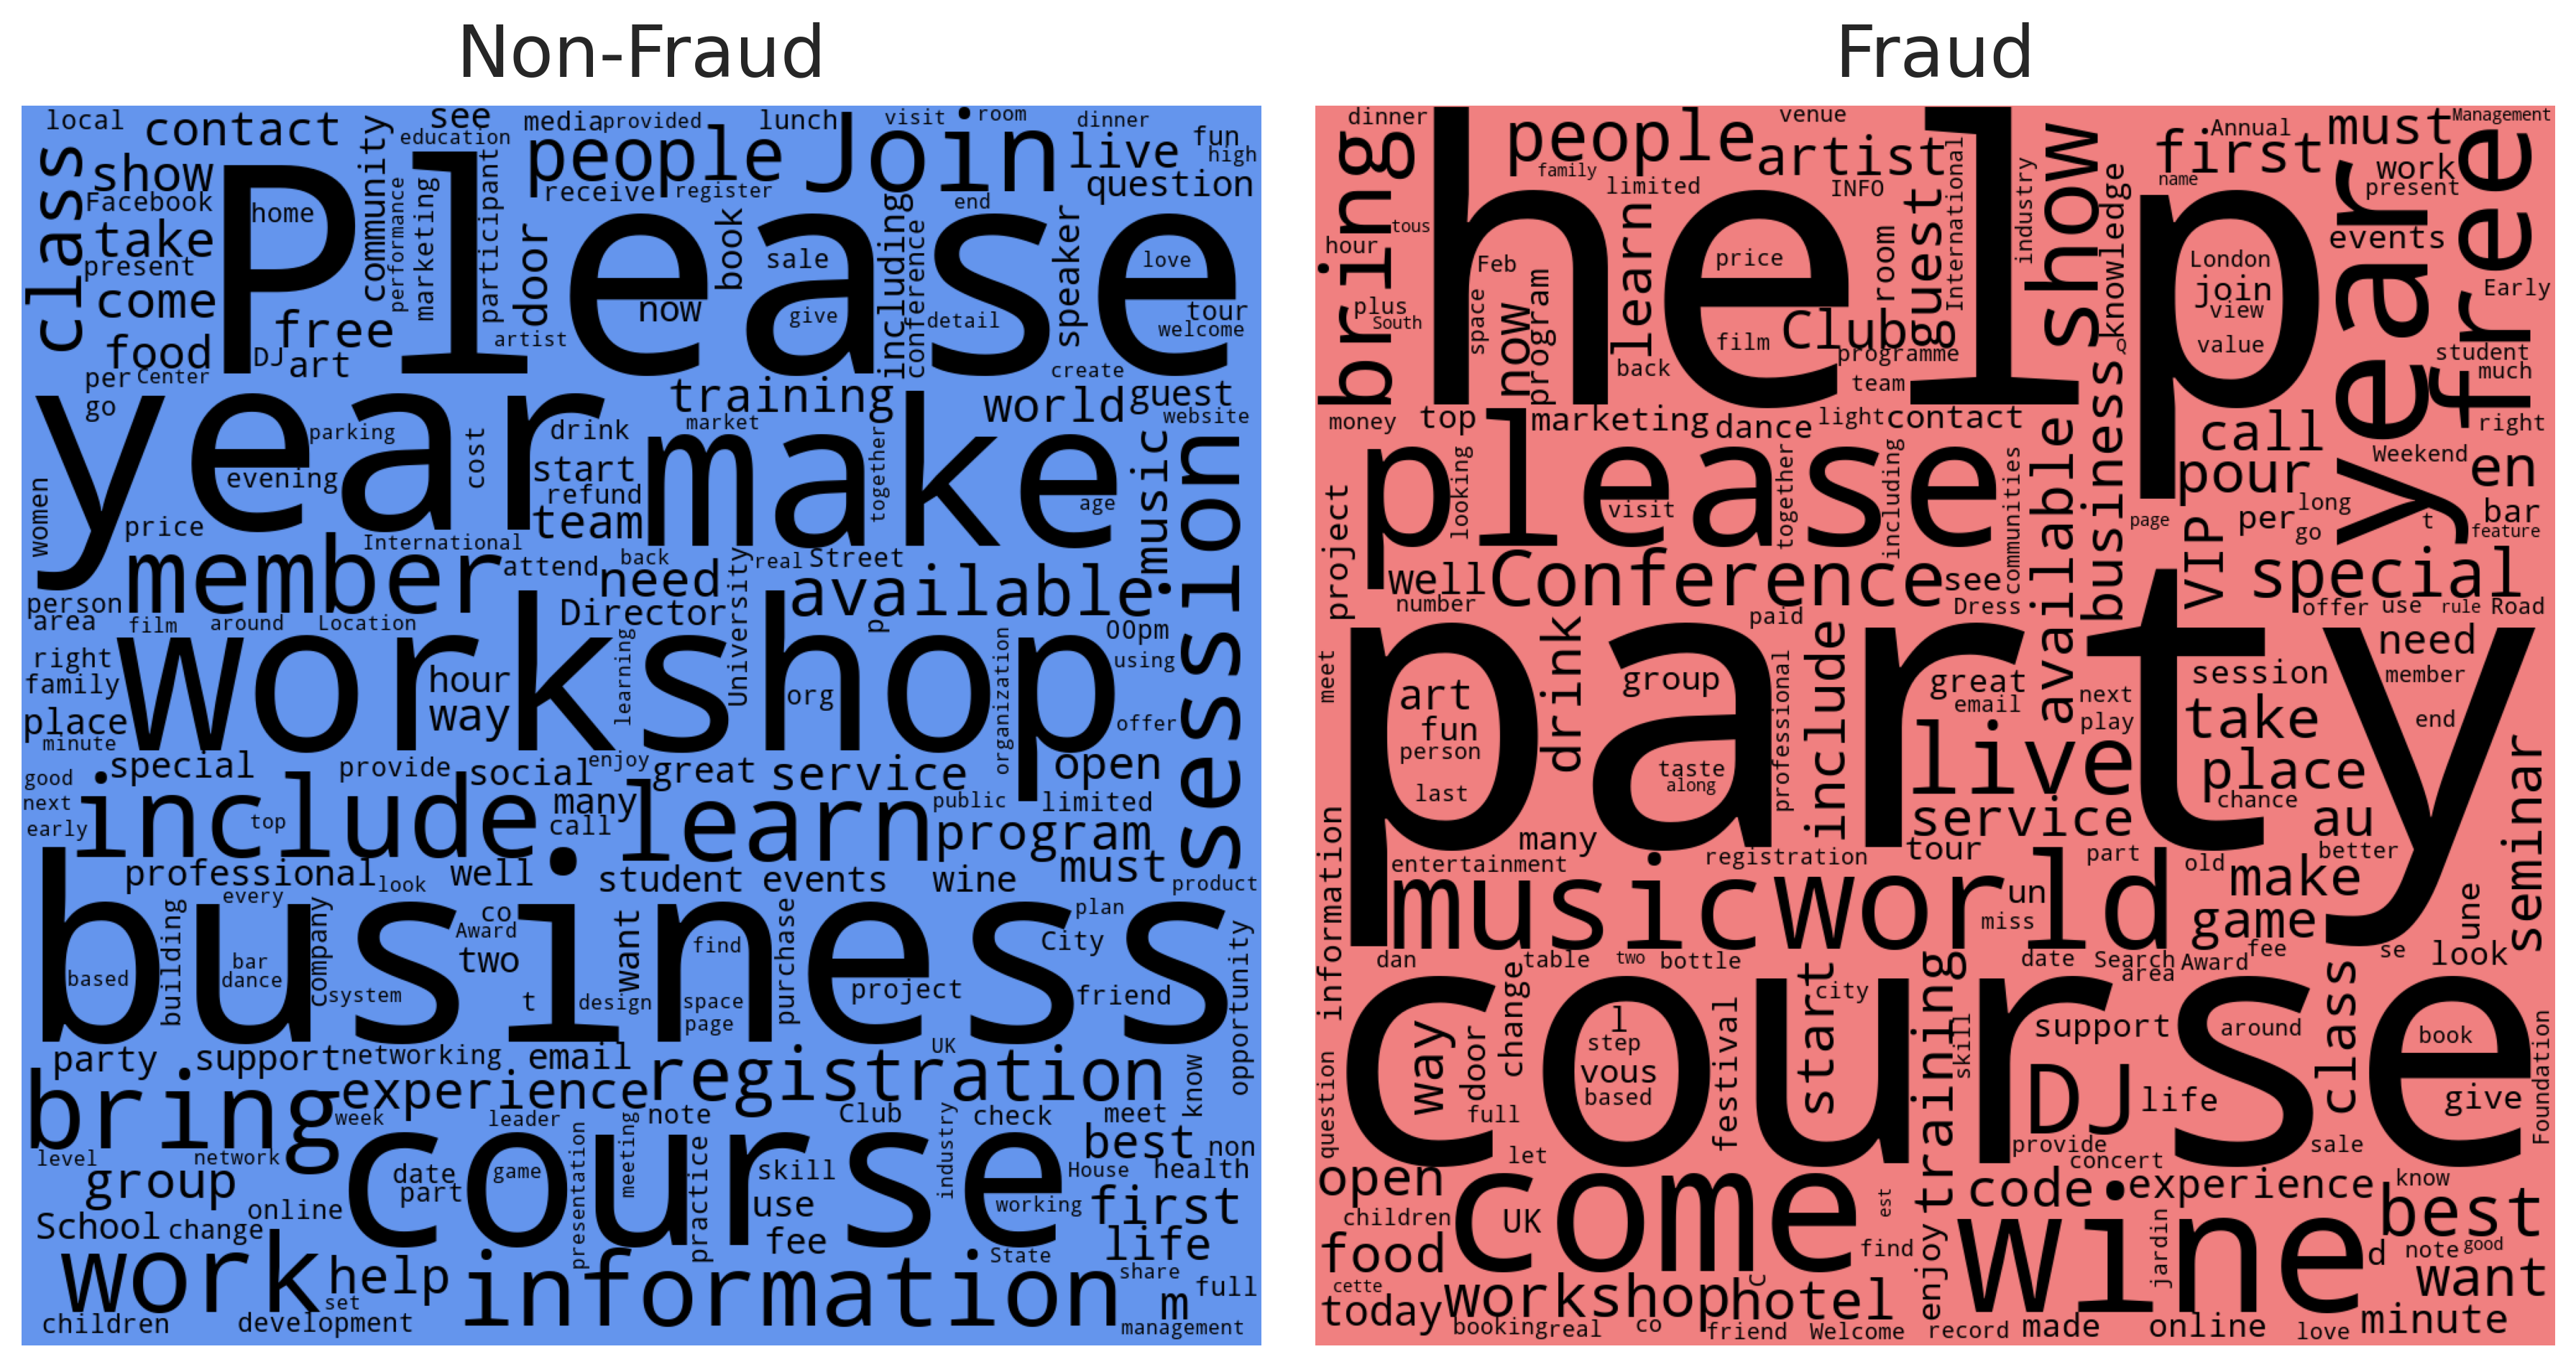 Non-Fraud
local contact community see education media provided lunch visit room dinner fun high
class show Facebook take present come food per Center go
Please people Join live question
receive register end home performance marketing participant door book sale now give including conference detail speaker love tour welcome
free DJ art artist create
year training world guest website
parking evening cost drink start refund team market make together age music session
women price International member attend back need real Street University available
person area film around Location Director 00pm
right family place minute workshop hour way learning org organization using offer
good next early special provide social enjoy great service open
include top many call learn public limited program must
professional look well student events wine product
business every building based bar dance company system co Award two t want design find space page purchase project plan City friend opportunity
party support networking email UK know
bring experience registration
week leader note Club check meet
level network course date part game presentation meeting practice skill industry best non House health
group School change online use fee working first
work help set information State life share m full
children development management
Fraud
dinner bring people family venue artist limited INFO International industry show first Annual must Management work present name
hour tous plus South help Feb space now program learn back price film Club room guest programme team knowledge Q
London join view value year free events Early student much right
money top marketing dance light contact call Weekend en
please looking visit together including communities available business pour long per go t bar feature page VIP
project well number Conference see Dress paid special offer use rule Road
meet party art fun person last drink group taste along professional include great email next play live
need session member take end place chance
many service au seminar
information entertainment registration tour part old better
music world un miss make game une
dan table two bottle date Search area Award fee se look
course way door change full l step vous based festival start city training skill support DJ life around class book give Foundation
question let provide concert sale
open come est code experience know best
children UK food find enjoy wine jardin d note good want
cette today workshop C hotel minute
booking real co friend Welcome record made online love